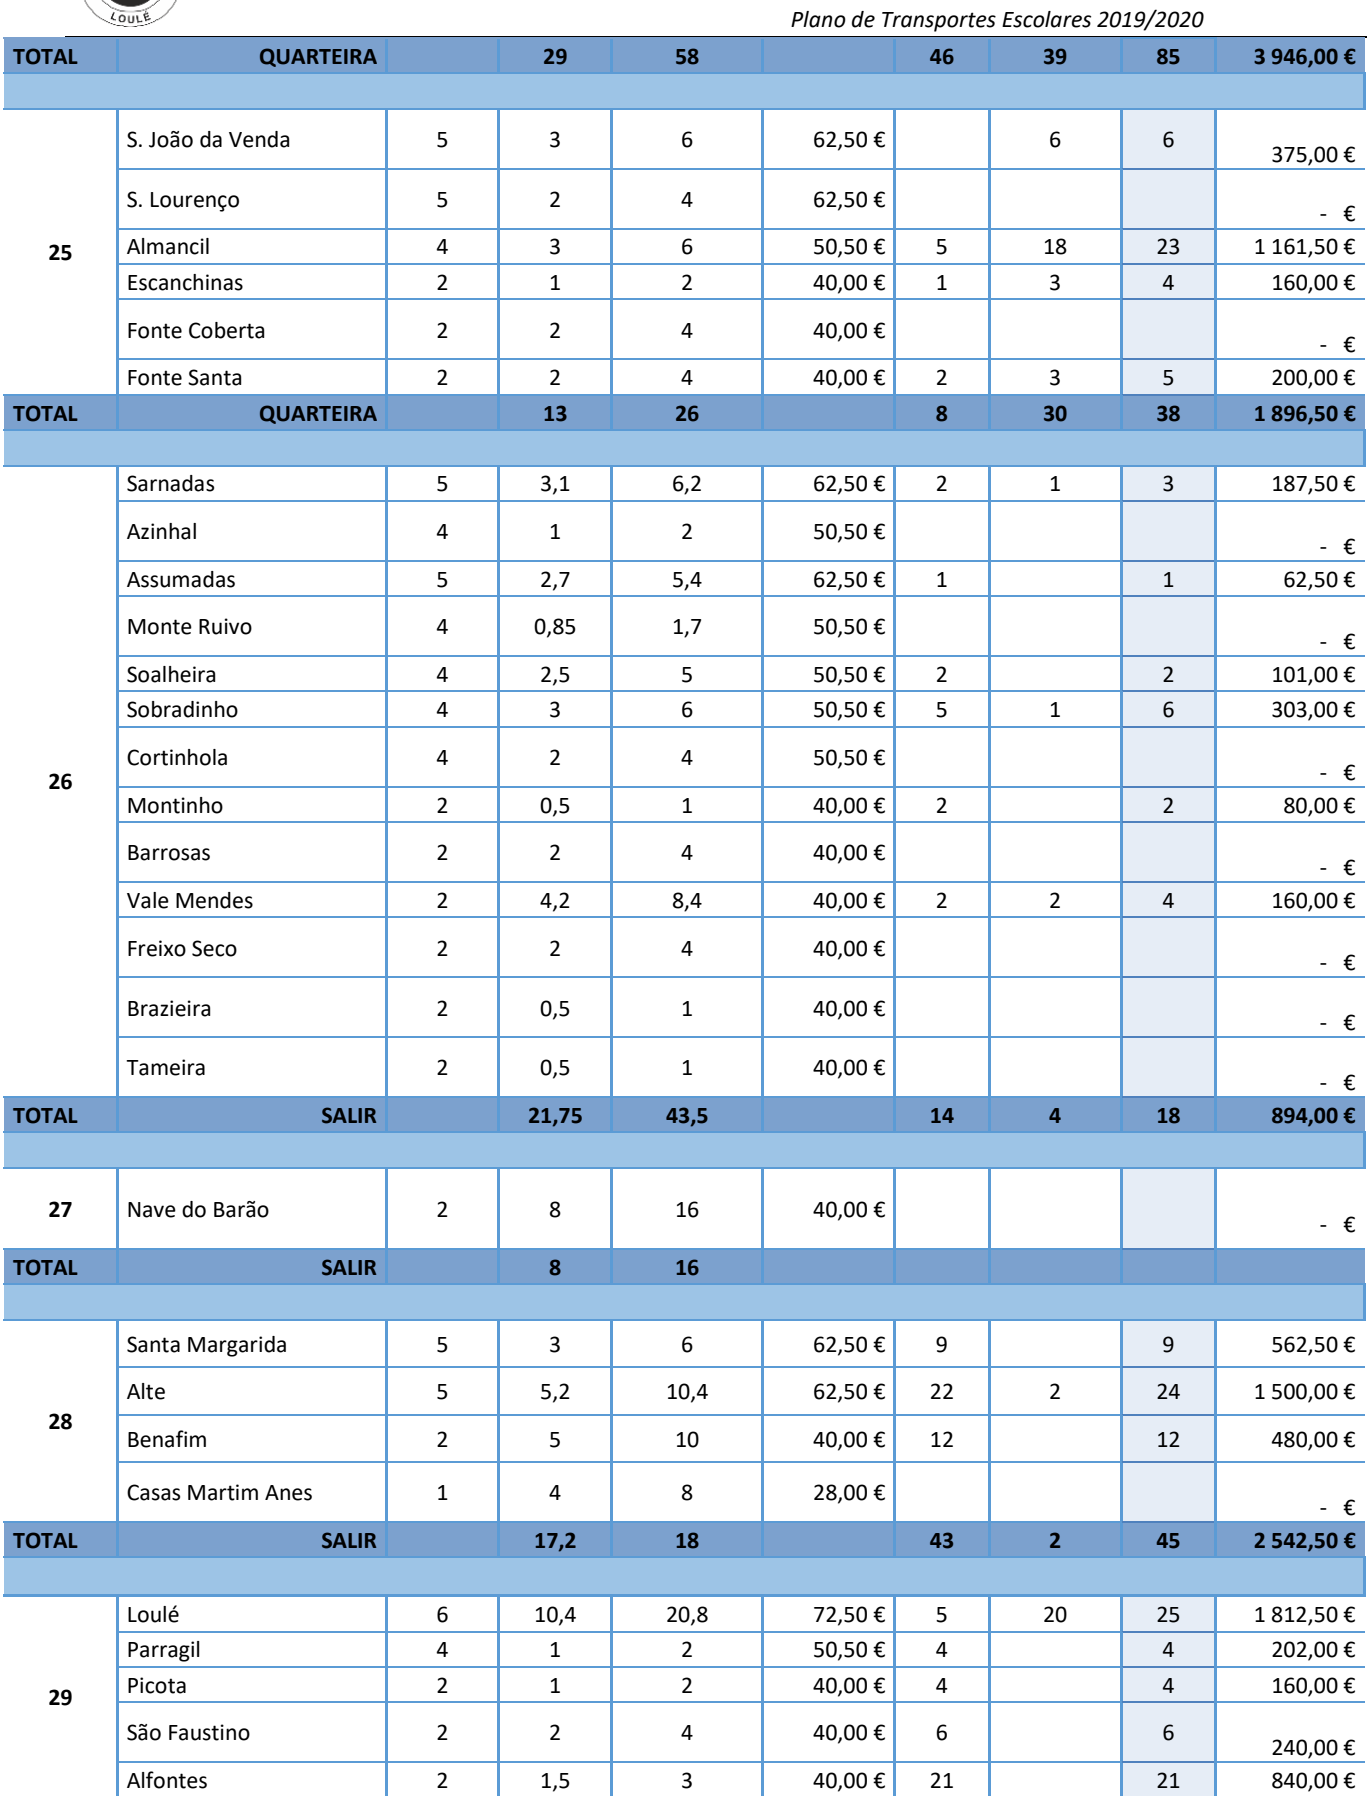 LOULÉ
Plano de Transportes Escolares 2019/2020
TOTAL QUARTEIRA 29 58 46 39 85 3 946,00 €
25
S. João da Venda 5 3 6 62,50 € 6 6 375,00 €
S. Lourenço 5 2 4 62,50 € - €
Almancil 4 3 6 50,50 € 5 18 23 1 161,50 €
Escanchinas 2 1 2 40,00 € 1 3 4 160,00 €
Fonte Coberta 2 2 4 40,00 € - €
Fonte Santa 2 2 4 40,00 € 2 3 5 200,00 €
TOTAL QUARTEIRA 13 26 8 30 38 1 896,50 €
26
Sarnadas 5 3,1 6,2 62,50 € 2 1 3 187,50 €
Azinhal 4 1 2 50,50 € - €
Assumadas 5 2,7 5,4 62,50 € 1 1 62,50 €
Monte Ruivo 4 0,85 1,7 50,50 € - €
Soalheira 4 2,5 5 50,50 € 2 2 101,00 €
Sobradinho 4 3 6 50,50 € 5 1 6 303,00 €
Cortinhola 4 2 4 50,50 € - €
Montinho 2 0,5 1 40,00 € 2 2 80,00 €
Barrosas 2 2 4 40,00 € - €
Vale Mendes 2 4,2 8,4 40,00 € 2 2 4 160,00 €
Freixo Seco 2 2 4 40,00 € - €
Brazieira 2 0,5 1 40,00 € - €
Tameira 2 0,5 1 40,00 € - €
TOTAL SALIR 21,75 43,5 14 4 18 894,00 €
27 Nave do Barão 2 8 16 40,00 € - €
TOTAL SALIR 8 16
28
Santa Margarida 5 3 6 62,50 € 9 9 562,50 €
Alte 5 5,2 10,4 62,50 € 22 2 24 1 500,00 €
Benafim 2 5 10 40,00 € 12 12 480,00 €
Casas Martim Anes 1 4 8 28,00 € - €
TOTAL SALIR 17,2 18 43 2 45 2 542,50 €
29
Loulé 6 10,4 20,8 72,50 € 5 20 25 1 812,50 €
Parragil 4 1 2 50,50 € 4 4 202,00 €
Picota 2 1 2 40,00 € 4 4 160,00 €
São Faustino 2 2 4 40,00 € 6 6 240,00 €
Alfontes 2 1,5 3 40,00 € 21 21 840,00 €